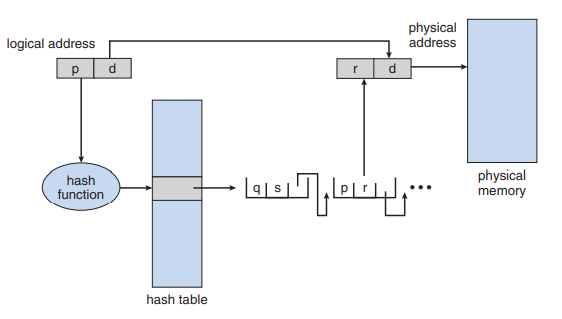 logical address
physical
address
p d
r d
hash
function
q s
p r
•••
physical
memory
hash table